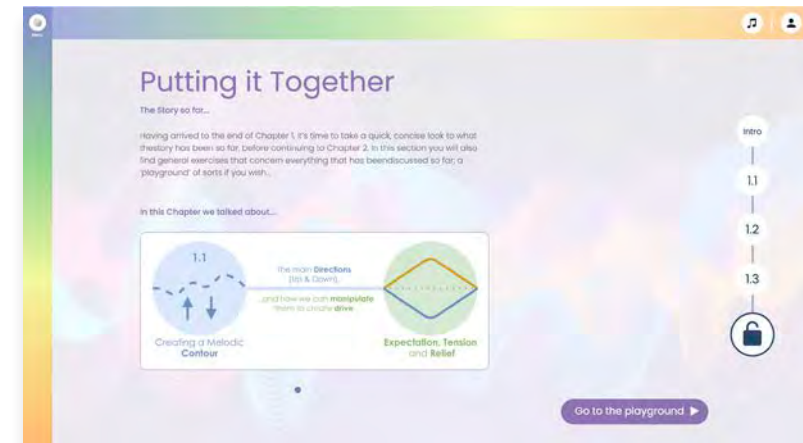 Menu
Putting it Together
The Story so far...
Having arrived to the end of Chapter 1, it's time to take a quick, concise look to what
thestory has been so far, before continuing to Chapter 2. In this section you will also
find general exercises that concern everything that has beendiscussed so far; a
'playground' of sorts if you wish...
In this Chapter we talked about...
1.1
The main Directions
(Up & Down),
...and how we can manipulate
them to create drive
Creating a Melodic
Contour
Expectation, Tension
and Relief
Intro
1.1
1.2
1.3
Go to the playground